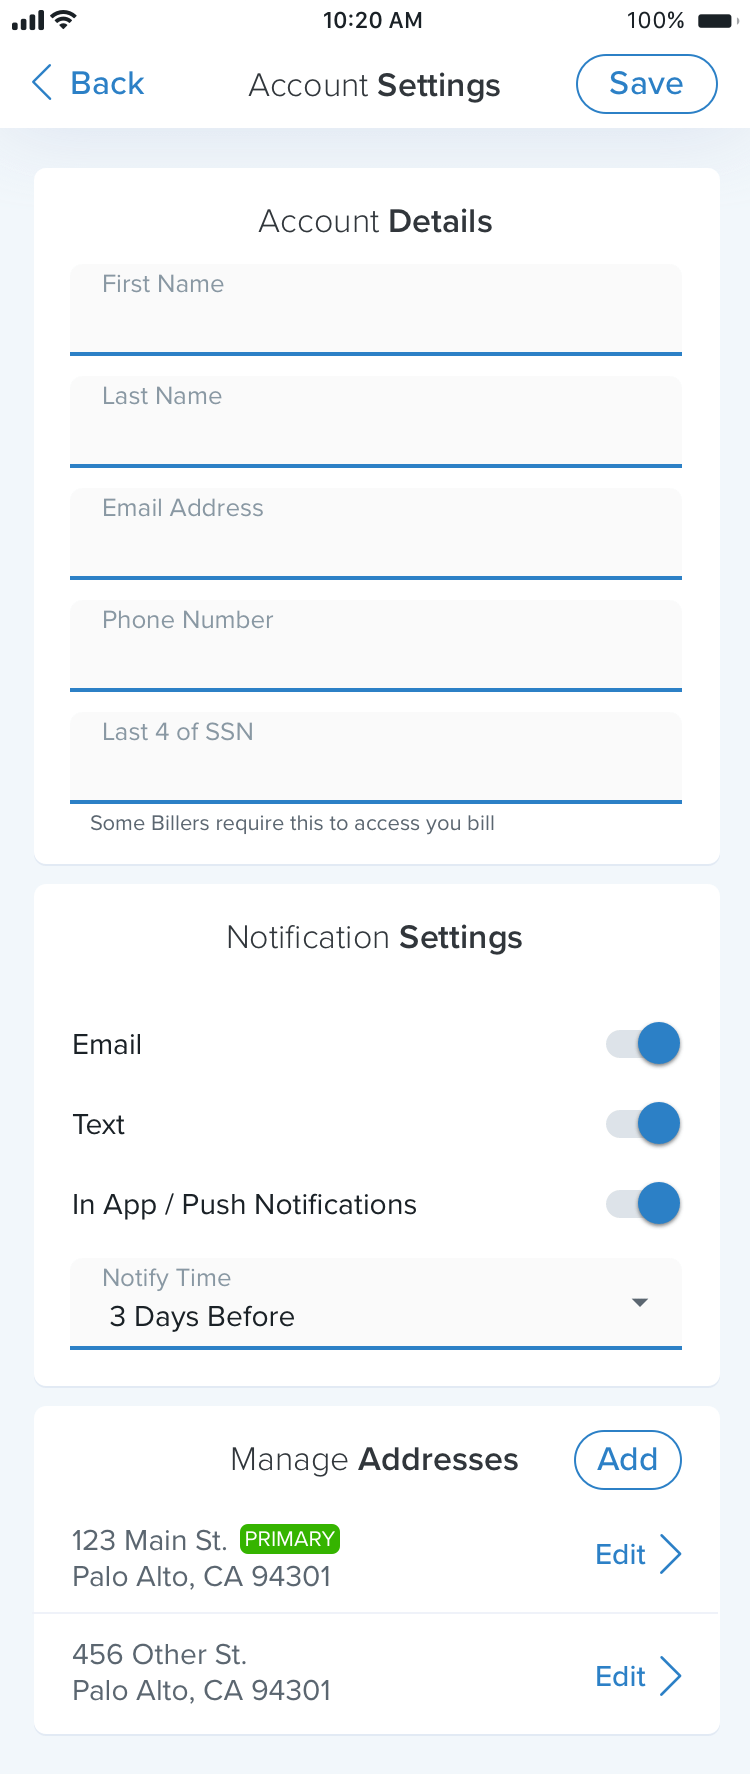 10:20 AM 100%
Back Account Settings Save
Account Details
First Name
Last Name
Email Address
Phone Number
Last 4 of SSN
Some Billers require this to access you bill
Notification Settings
Email
Text
In App / Push Notifications
Notify Time
3 Days Before
Manage Addresses Add
123 Main St. PRIMARY
Palo Alto, CA 94301
Edit
456 Other St.
Palo Alto, CA 94301
Edit